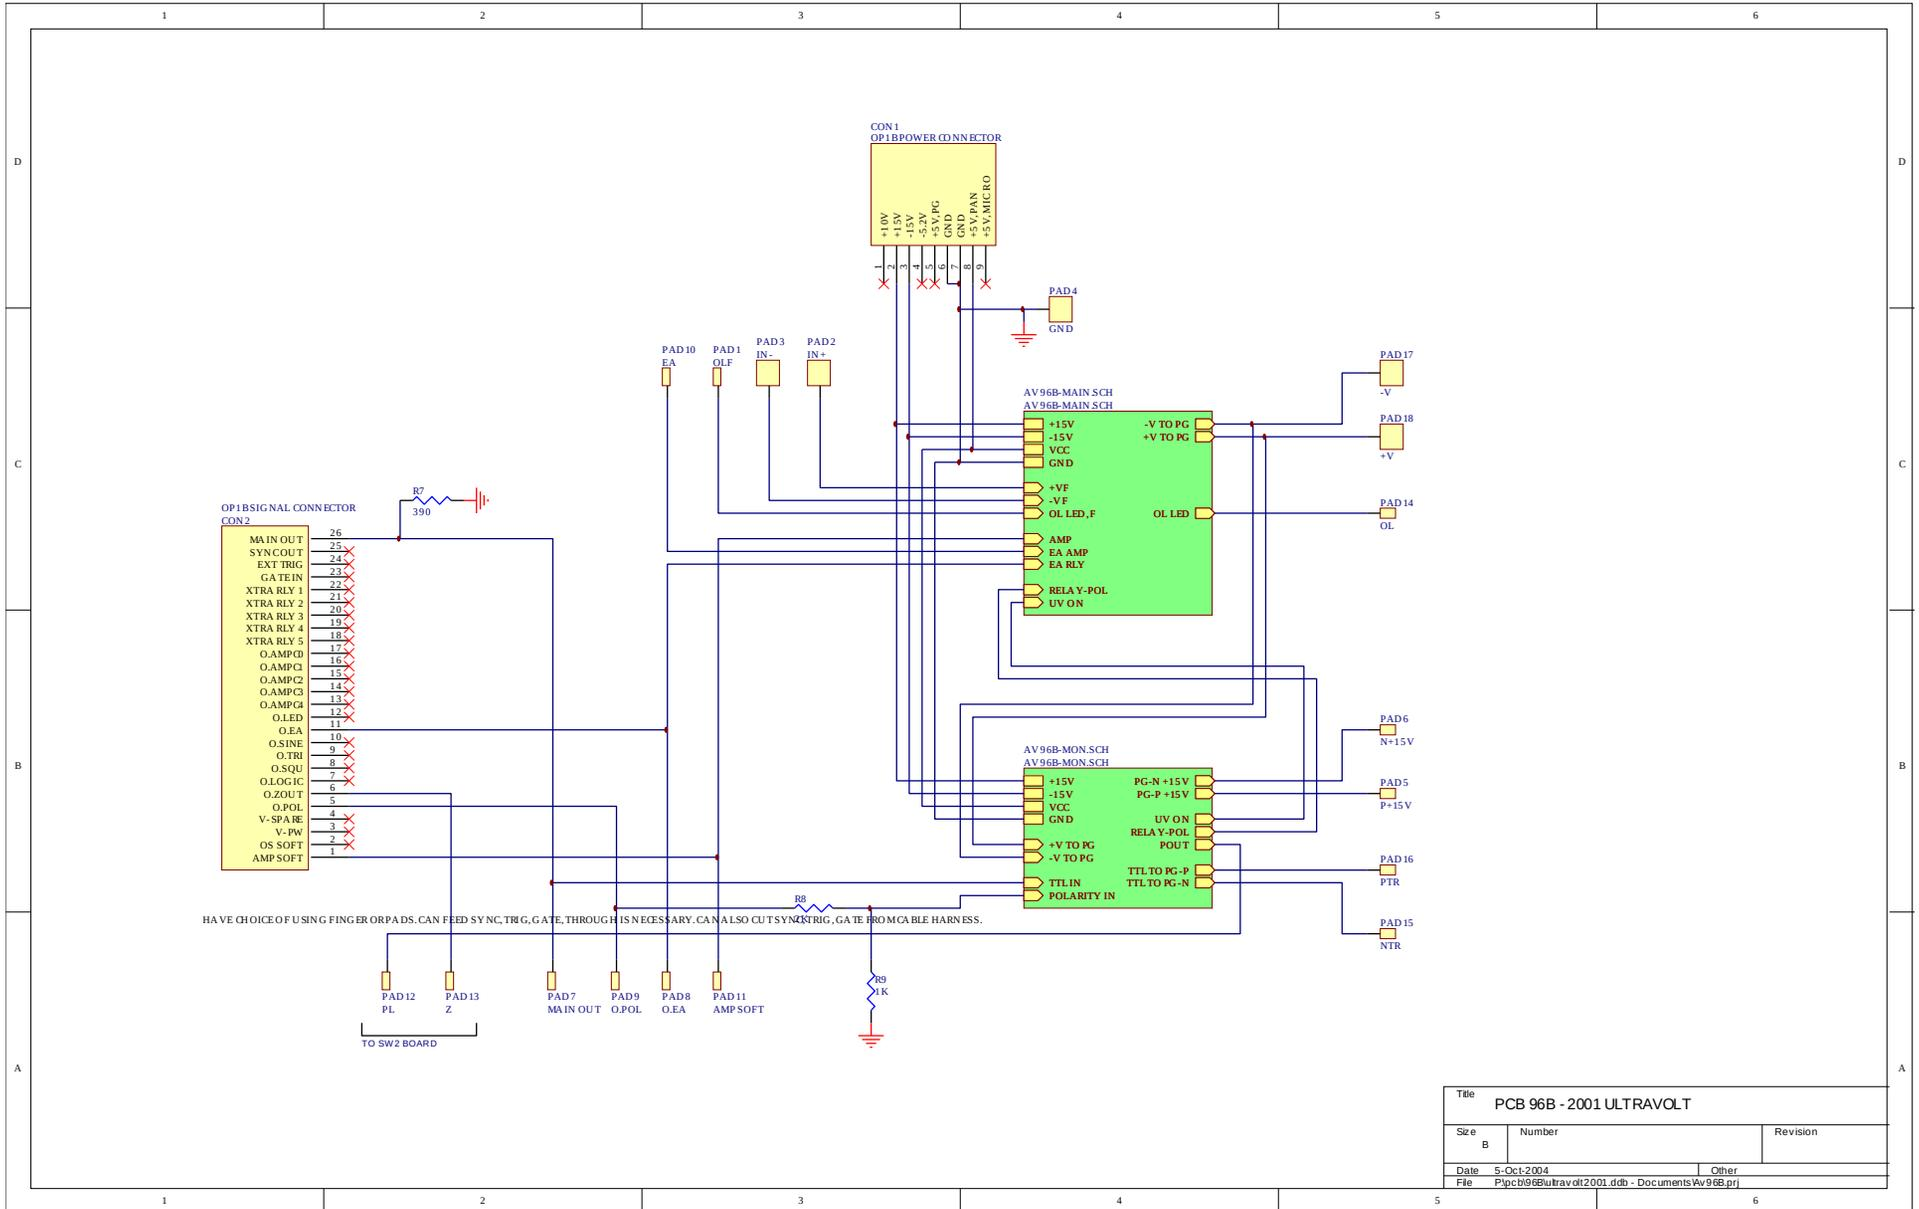 1 2 3 4 5 6
D D
C C
B B
A A
CON1
OP1B POWER CONNECTOR
+10V
+15V
-15V
-5.2V
+5V,PG
GND
GND
+5V,PAN
+5V,MICRO
1 2 3 4 5 6 7 8 9
PAD4
GND
PAD10
EA
PAD1
OLF
PAD3
IN-
PAD2
IN+
AV96B-MAIN.SCH
AV96B-MAIN.SCH
+15V
-15V
VCC
GND
+VF
-VF
OL LED,F
AMP
EA AMP
EA RLY
RELAY-POL
UV ON
-V TO PG
+V TO PG
OL LED
PAD17
-V
PAD18
+V
PAD14
OL
R7
390
OP1B SIGNAL CONNECTOR
CON2
MAIN OUT 26
SYNC OUT 25
EXT TRIG 24
GATE IN 23
XTRA RLY 1 22
XTRA RLY 2 21
XTRA RLY 3 20
XTRA RLY 4 19
XTRA RLY 5 18
O.AMPC0 17
O.AMPC1 16
O.AMPC2 15
O.AMPC3 14
O.AMPC4 13
O.LED 12
O.EA 11
O.SINE 10
O.TRI 9
O.SQU 8
O.LOGIC 7
O.ZOUT 6
O.POL 5
V-SPARE 4
V-PW 3
OS SOFT 2
AMP SOFT 1
AV96B-MON.SCH
AV96B-MON.SCH
+15V
-15V
VCC
GND
+V TO PG
-V TO PG
TTL IN
POLARITY IN
PG-N +15V
PG-P +15V
UV ON
RELAY-POL
POUT
TTL TO PG-P
TTL TO PG-N
PAD6
N+15V
PAD5
P+15V
PAD16
PTR
PAD15
NTR
R8
HAVE CHOICE OF USING FINGER OR PADS. CAN FEED SYNC, TRIG, GATE, THROUGH IS NECESSARY. CAN ALSO CUT SYNC, TRIG, GATE FROM CABLE HARNESS.
R9
1K
PAD12
PL
PAD13
Z
PAD7
MAIN OUT
PAD9
O.POL
PAD8
O.EA
PAD11
AMP SOFT
TO SW2 BOARD
Title
PCB 96B - 2001 ULTRAVOLT
Size
B
Number
Revision
Date 5-Oct-2004
Other
File P:\pcb\96B\ultravolt2001.ddb - Documents\Av96B.prj
1 2 3 4 5 6